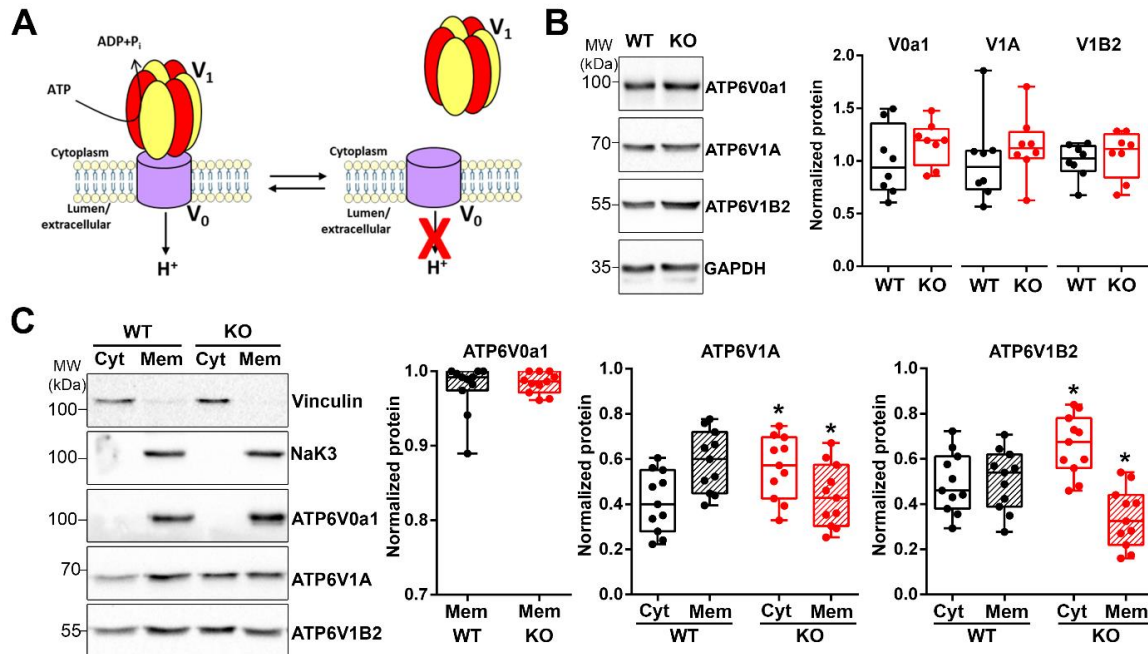 A
ADP+Pi
V1
ATP
Cytoplasm
Lumen/
extracellular
V0
H+
V1
Cytoplasm
Lumen/
extracellular
V0
X
H+
B
MW
(kDa)
WT KO
100
ATP6V0a1
70
ATP6V1A
55
ATP6V1B2
35
GAPDH
V0a1 V1A V1B2
Normalized protein
2.0
1.5
1.0
0.5
0.0
WT KO WT KO WT KO
C
WT KO
MW
(kDa)
Cyt Mem Cyt Mem
100
Vinculin
100
NaK3
100
ATP6V0a1
70
ATP6V1A
55
ATP6V1B2
ATP6V0a1
Normalized protein
1.0
0.9
0.8
0.7
Mem Mem
WT KO
ATP6V1A
Normalized protein
1.0
0.8
0.6
0.4
0.2
0.0
* *
Cyt Mem Cyt Mem
WT KO
ATP6V1B2
Normalized protein
1.0
0.8
0.6
0.4
0.2
0.0
* *
Cyt Mem Cyt Mem
WT KO